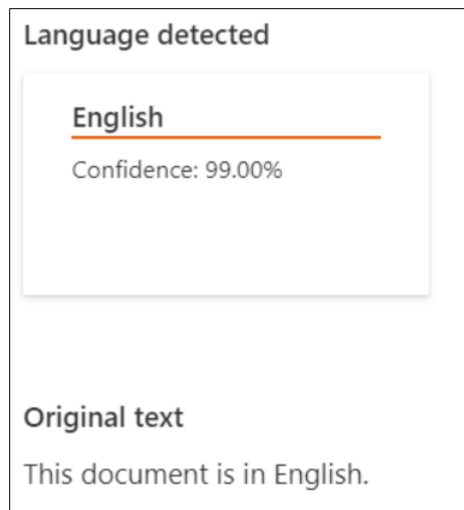 Language detected
English
Confidence: 99.00%
Original text
This document is in English.